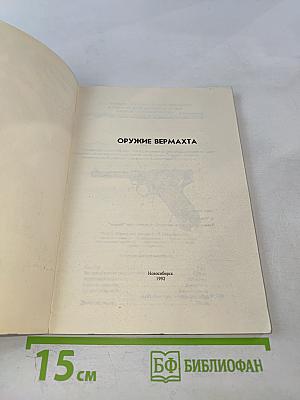 ОРУЖИЕ ВЕРМАХТА
Новосибирск
1992
15 см
БФ БИБЛИОФАН